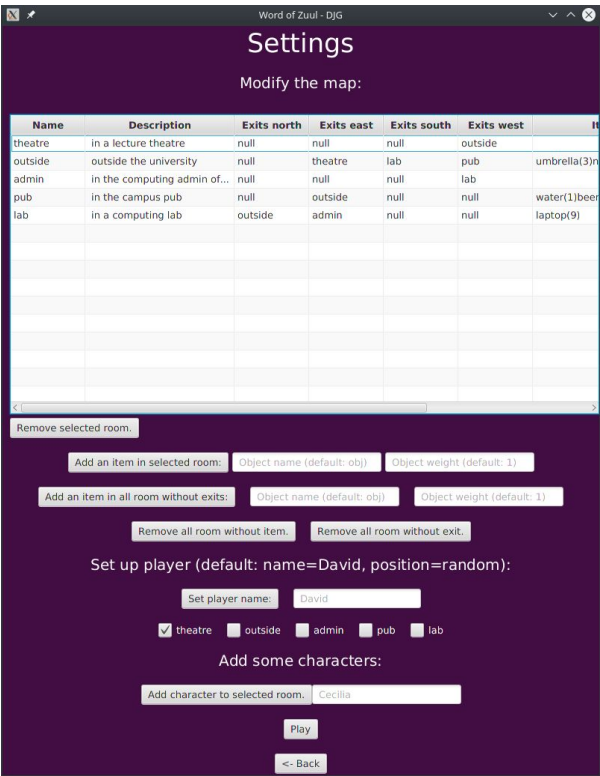 Word of Zuul - DJG
Settings
Modify the map:
Name Description Exits north Exits east Exits south Exits west It
theatre in a lecture theatre null null null outside
outside outside the university null theatre lab pub umbrella(3)n
admin in the computing admin of... null null null lab
pub in the campus pub null outside null null water(1)beer
lab in a computing lab outside admin null null laptop(9)
Remove selected room.
Add an item in selected room: Object name (default: obj) Object weight (default: 1)
Add an item in all room without exits: Object name (default: obj) Object weight (default: 1)
Remove all room without item. Remove all room without exit.
Set up player (default: name=David, position=random):
Set player name: David
theatre outside admin pub lab
Add some characters:
Add character to selected room. Cecilia
Play
<- Back